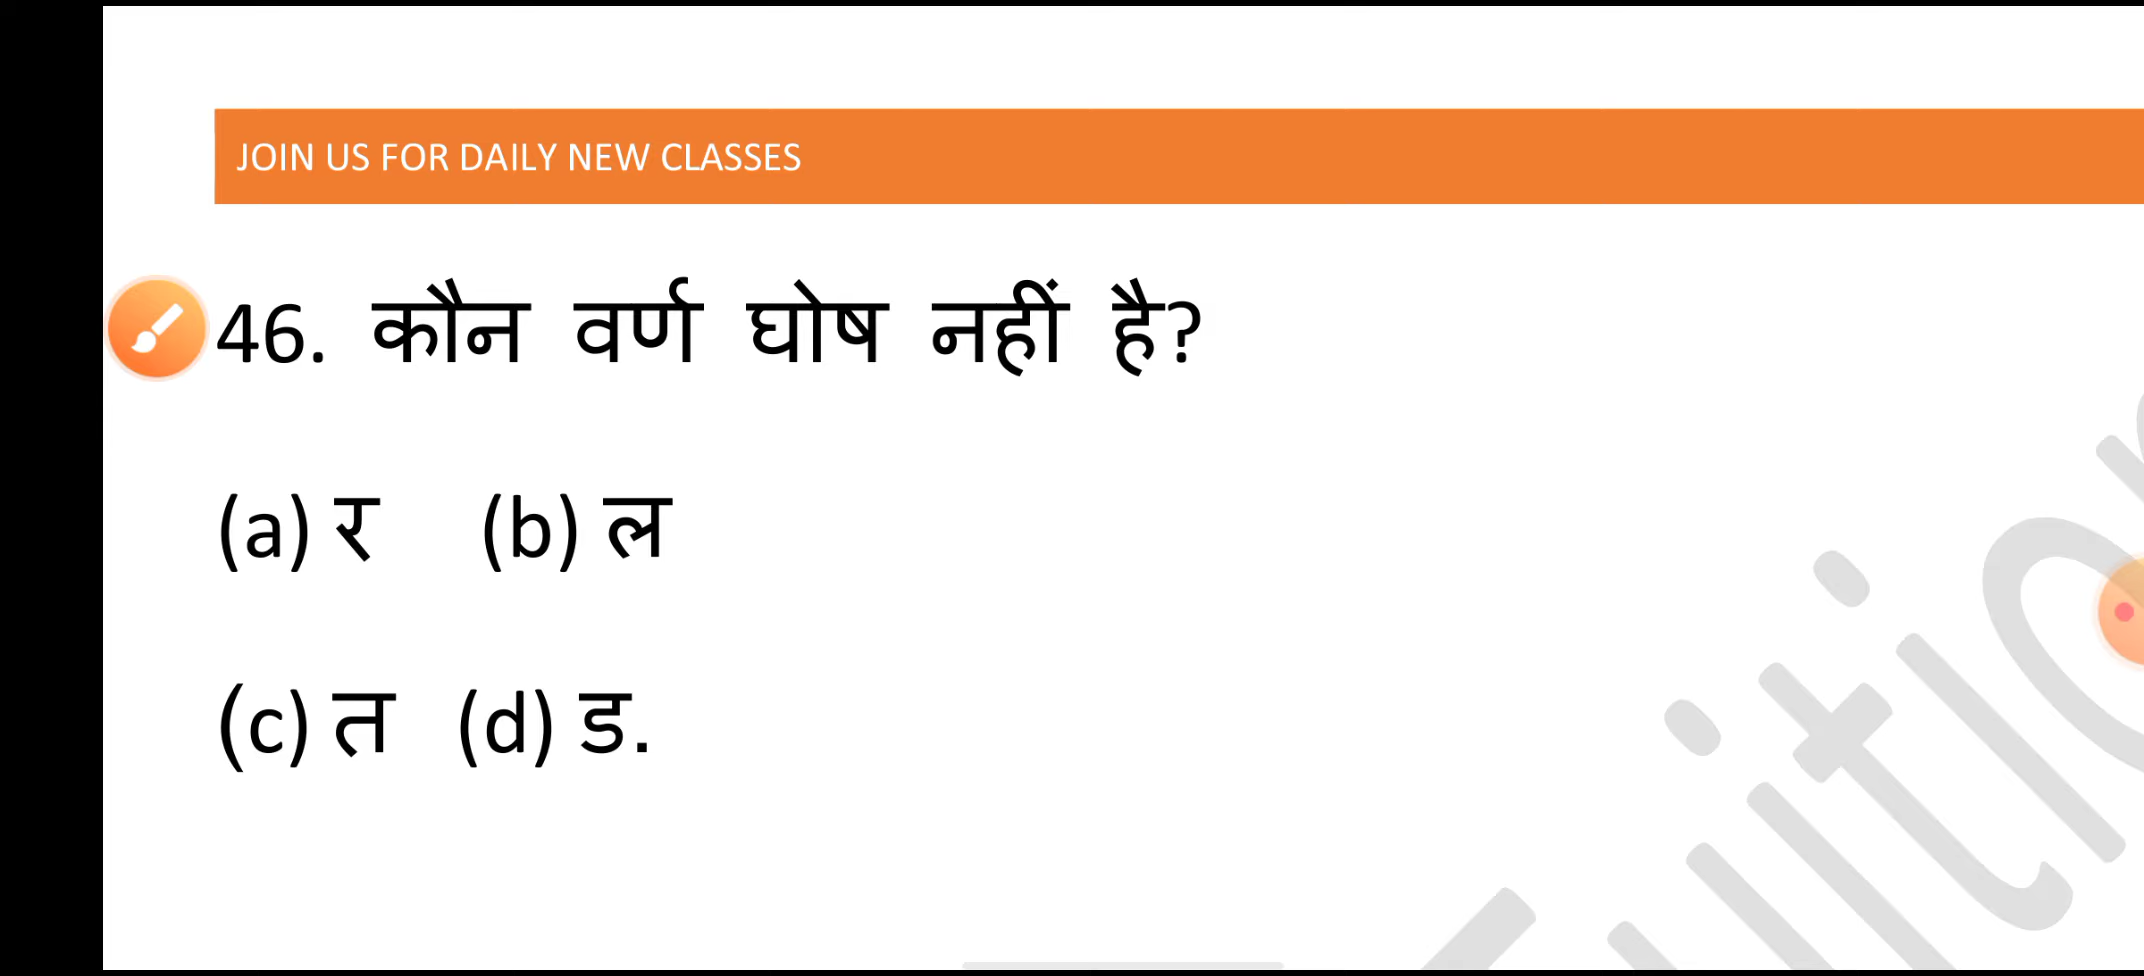 JOIN US FOR DAILY NEW CLASSES
46. कौन वर्ण घोष नहीं है?
(a) र (b) ल
(c) त (d) ड.